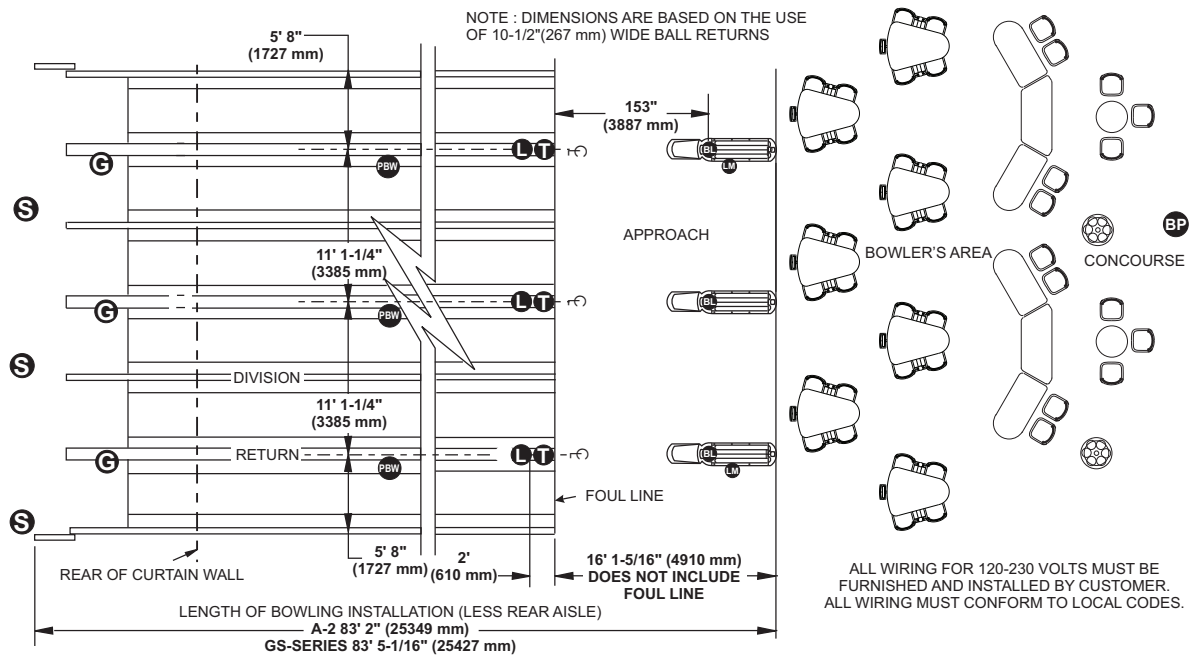 NOTE : DIMENSIONS ARE BASED ON THE USE
OF 10-1/2"(267 mm) WIDE BALL RETURNS
5' 8"
(1727 mm)
153"
(3887 mm)
L T
BL
G
PBW
LM
S
BP
11' 1-1/4"
(3385 mm)
APPROACH
BOWLER'S AREA
CONCOURSE
L T
BL
G
PBW
S
DIVISION
11' 1-1/4"
(3385 mm)
RETURN
L T
BL
G
PBW
LM
FOUL LINE
S
5' 8"
(1727 mm)
2'
(610 mm)
16' 1-5/16" (4910 mm)
DOES NOT INCLUDE
FOUL LINE
REAR OF CURTAIN WALL
ALL WIRING FOR 120-230 VOLTS MUST BE
FURNISHED AND INSTALLED BY CUSTOMER.
ALL WIRING MUST CONFORM TO LOCAL CODES.
LENGTH OF BOWLING INSTALLATION (LESS REAR AISLE)
A-2 83' 2" (25349 mm)
GS-SERIES 83' 5-1/16" (25427 mm)